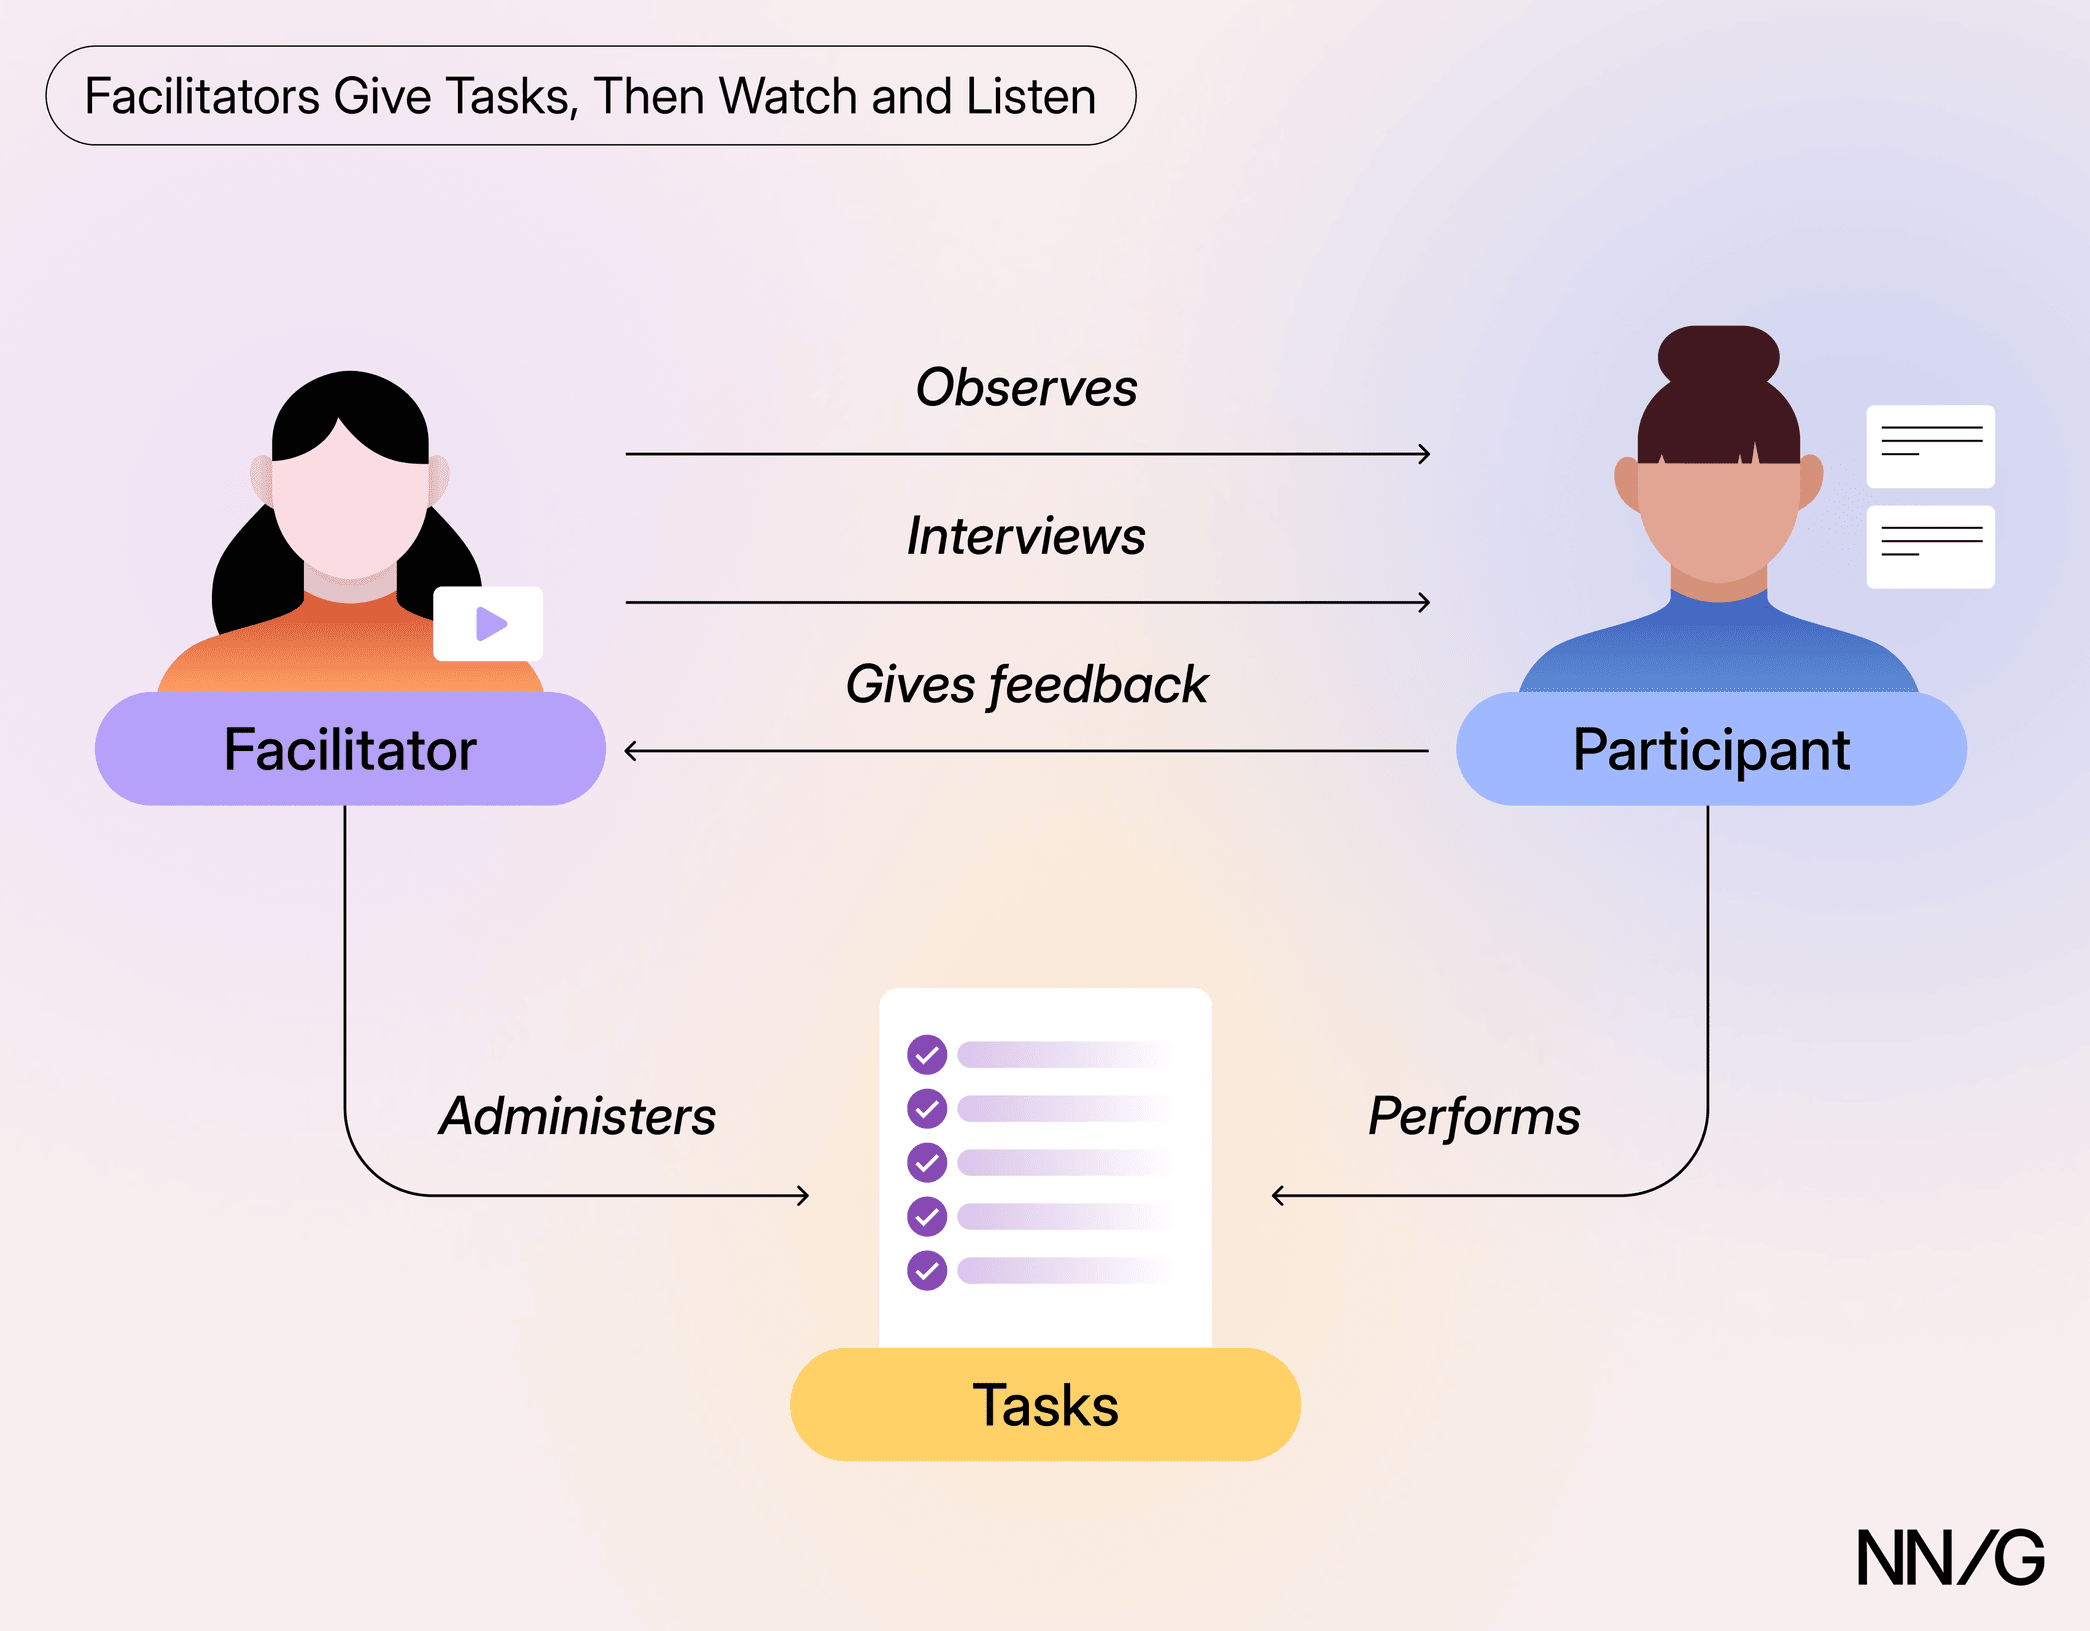 Facilitators Give Tasks, Then Watch and Listen
Observes
Interviews
Gives feedback
Facilitator
Participant
Administers
Performs
Tasks
NN/G